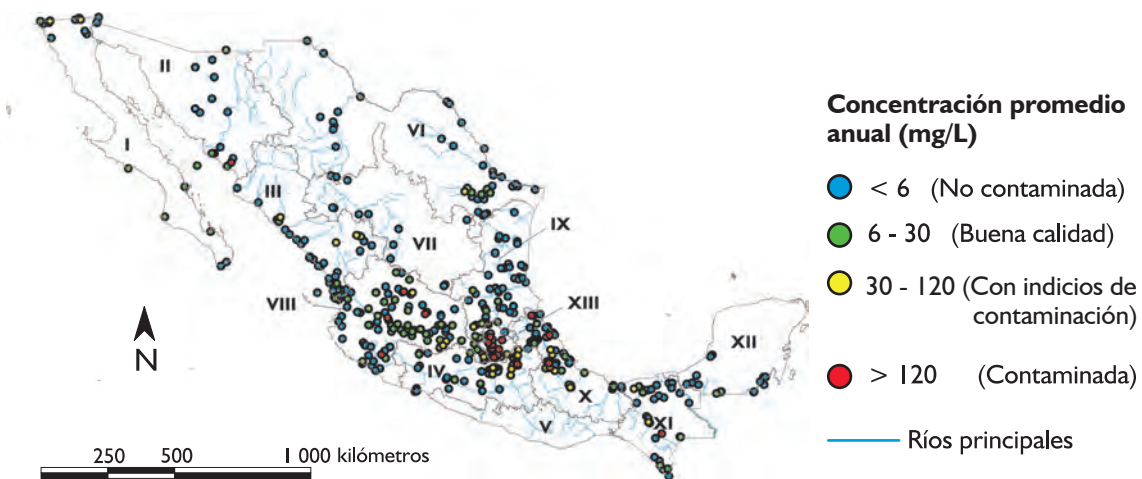 II
I
VI
III
IX
VII
VIII
XIII
XII
IV
X
XI
V
N
250 500 1 000 kilómetros
Concentración promedio
anual (mg/L)
< 6 (No contaminada)
6 - 30 (Buena calidad)
30 - 120 (Con indicios de
contaminación)
> 120 (Contaminada)
Ríos principales